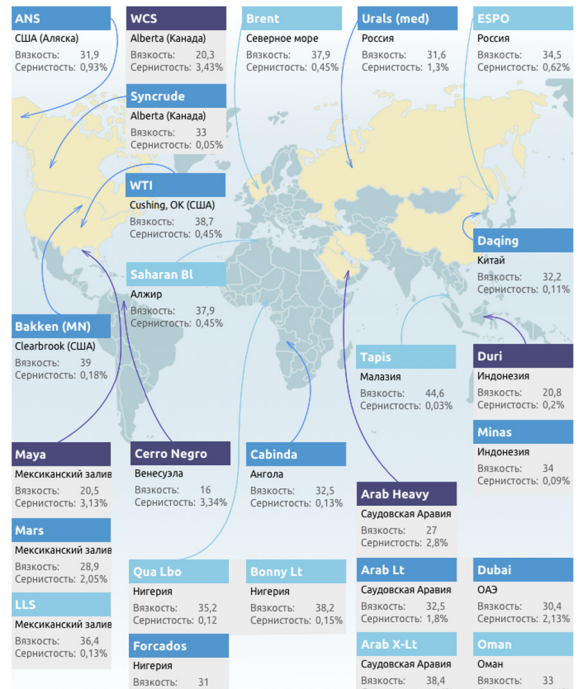 ANS
США (Аляска)
Вязкость: 31,9
Сернистость: 0,93%
WCS
Alberta (Канада)
Вязкость: 20,3
Сернистость: 3,43%
Brent
Северное море
Вязкость: 37,9
Сернистость: 0,45%
Urals (med)
Россия
Вязкость: 31,6
Сернистость: 1,3%
ESPO
Россия
Вязкость: 34,5
Сернистость: 0,62%
Syncrude
Alberta (Канада)
Вязкость: 33
Сернистость: 0,05%
WTI
Cushing, OK (США)
Вязкость: 38,7
Сернистость: 0,45%
Daqing
Китай
Вязкость: 32,2
Сернистость: 0,11%
Saharan Bl
Алжир
Вязкость: 37,9
Сернистость: 0,45%
Bakken (MN)
Clearbrook (США)
Вязкость: 39
Сернистость: 0,18%
Tapis
Малазия
Вязкость: 44,6
Сернистость: 0,03%
Duri
Индонезия
Вязкость: 20,8
Сернистость: 0,2%
Minas
Индонезия
Вязкость: 34
Сернистость: 0,09%
Maya
Мексиканский залив
Вязкость: 20,5
Сернистость: 3,13%
Cerro Negro
Венесуэла
Вязкость: 16
Сернистость: 3,34%
Cabinda
Ангола
Вязкость: 32,5
Сернистость: 0,13%
Arab Heavy
Саудовская Аравия
Вязкость: 27
Сернистость: 2,8%
Mars
Мексиканский залив
Вязкость: 28,9
Сернистость: 2,05%
Qua Lbo
Нигерия
Вязкость: 35,2
Сернистость: 0,12
Bonny Lt
Нигерия
Вязкость: 38,2
Сернистость: 0,15%
Arab Lt
Саудовская Аравия
Вязкость: 32,5
Сернистость: 1,8%
Dubai
ОАЭ
Вязкость: 30,4
Сернистость: 2,13%
LLS
Мексиканский залив
Вязкость: 36,4
Сернистость: 0,13%
Forcados
Нигерия
Вязкость: 31
Arab X-Lt
Саудовская Аравия
Вязкость: 38,4
Oman
Оман
Вязкость: 33